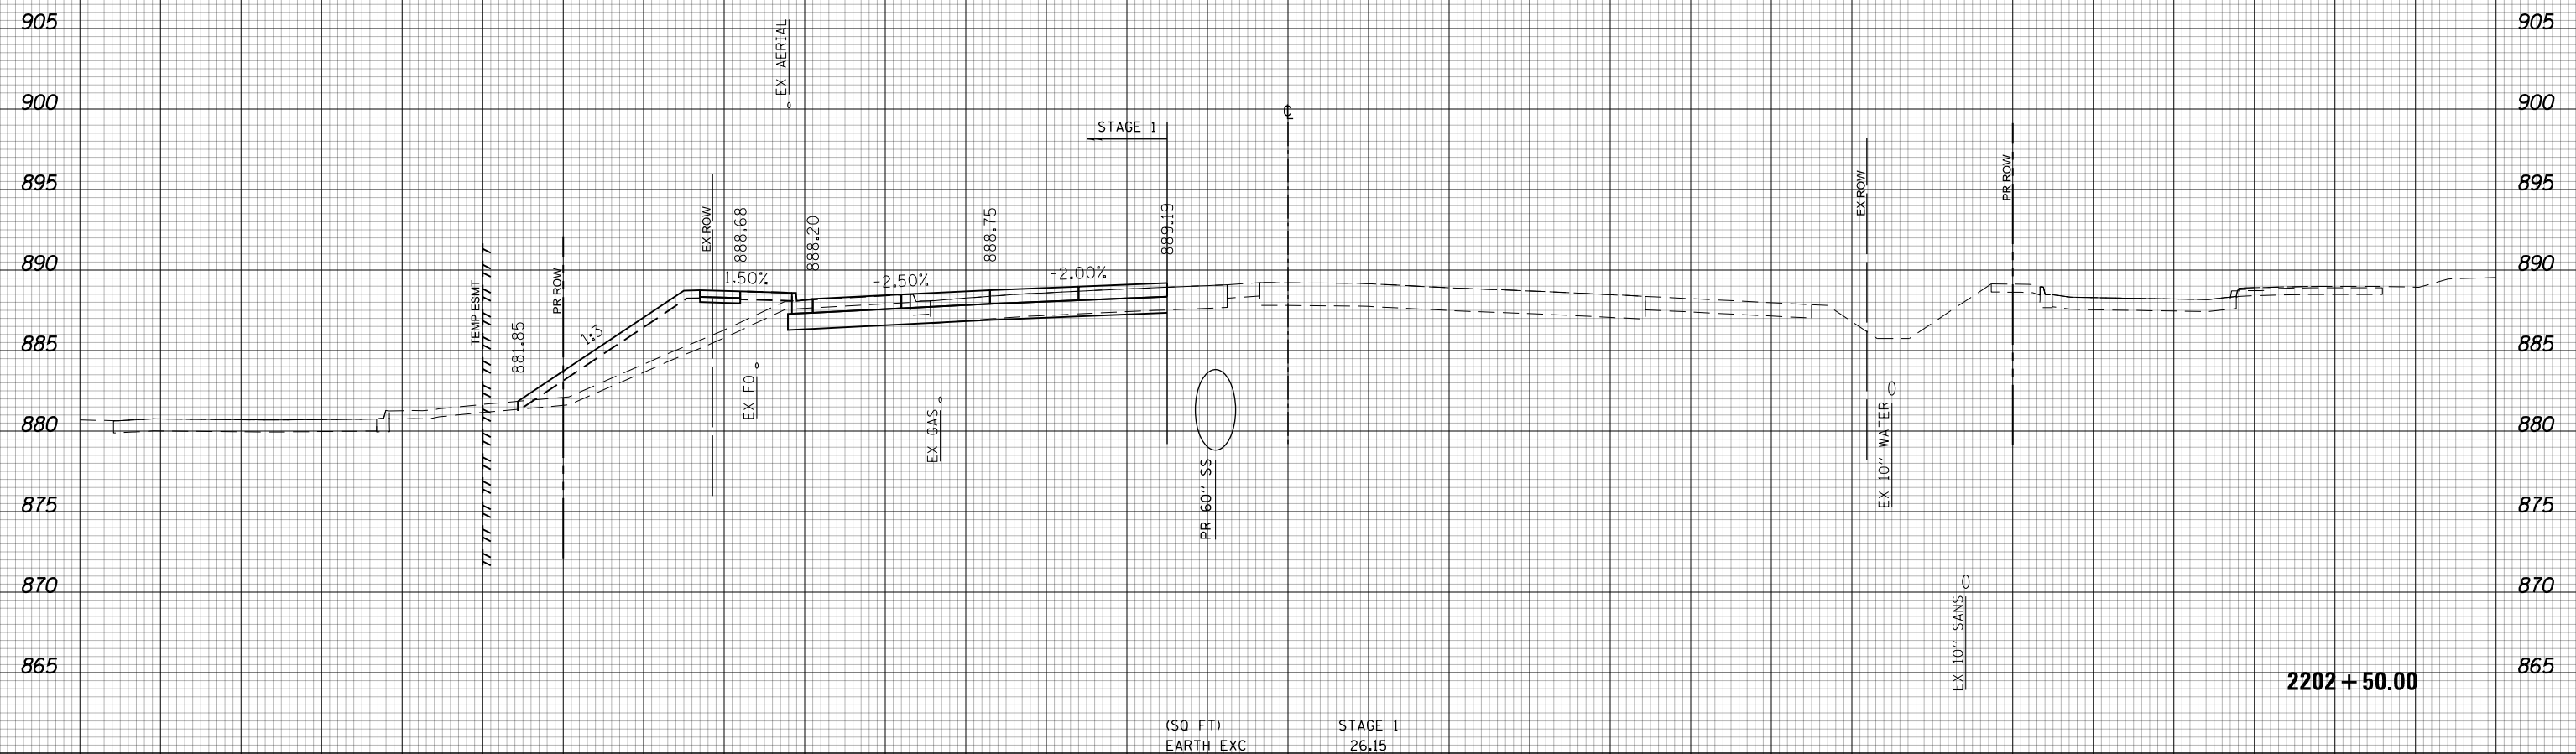 905
905
EX AERIAL
900
900
℄
STAGE 1
895
895
EX ROW
PR ROW
EX ROW
888.68
888.20
888.75
889.19
890
890
1.50%
-2.50%
-2.00%
TEMP ESMT
PR ROW
1:3
881.85
885
885
EX FO
EX GAS
880
880
EX 10" WATER
PR 60" SS
875
875
870
870
EX 10" SANS
865
865
2202+50.00
(SQ FT) STAGE 1
EARTH EXC 26.15